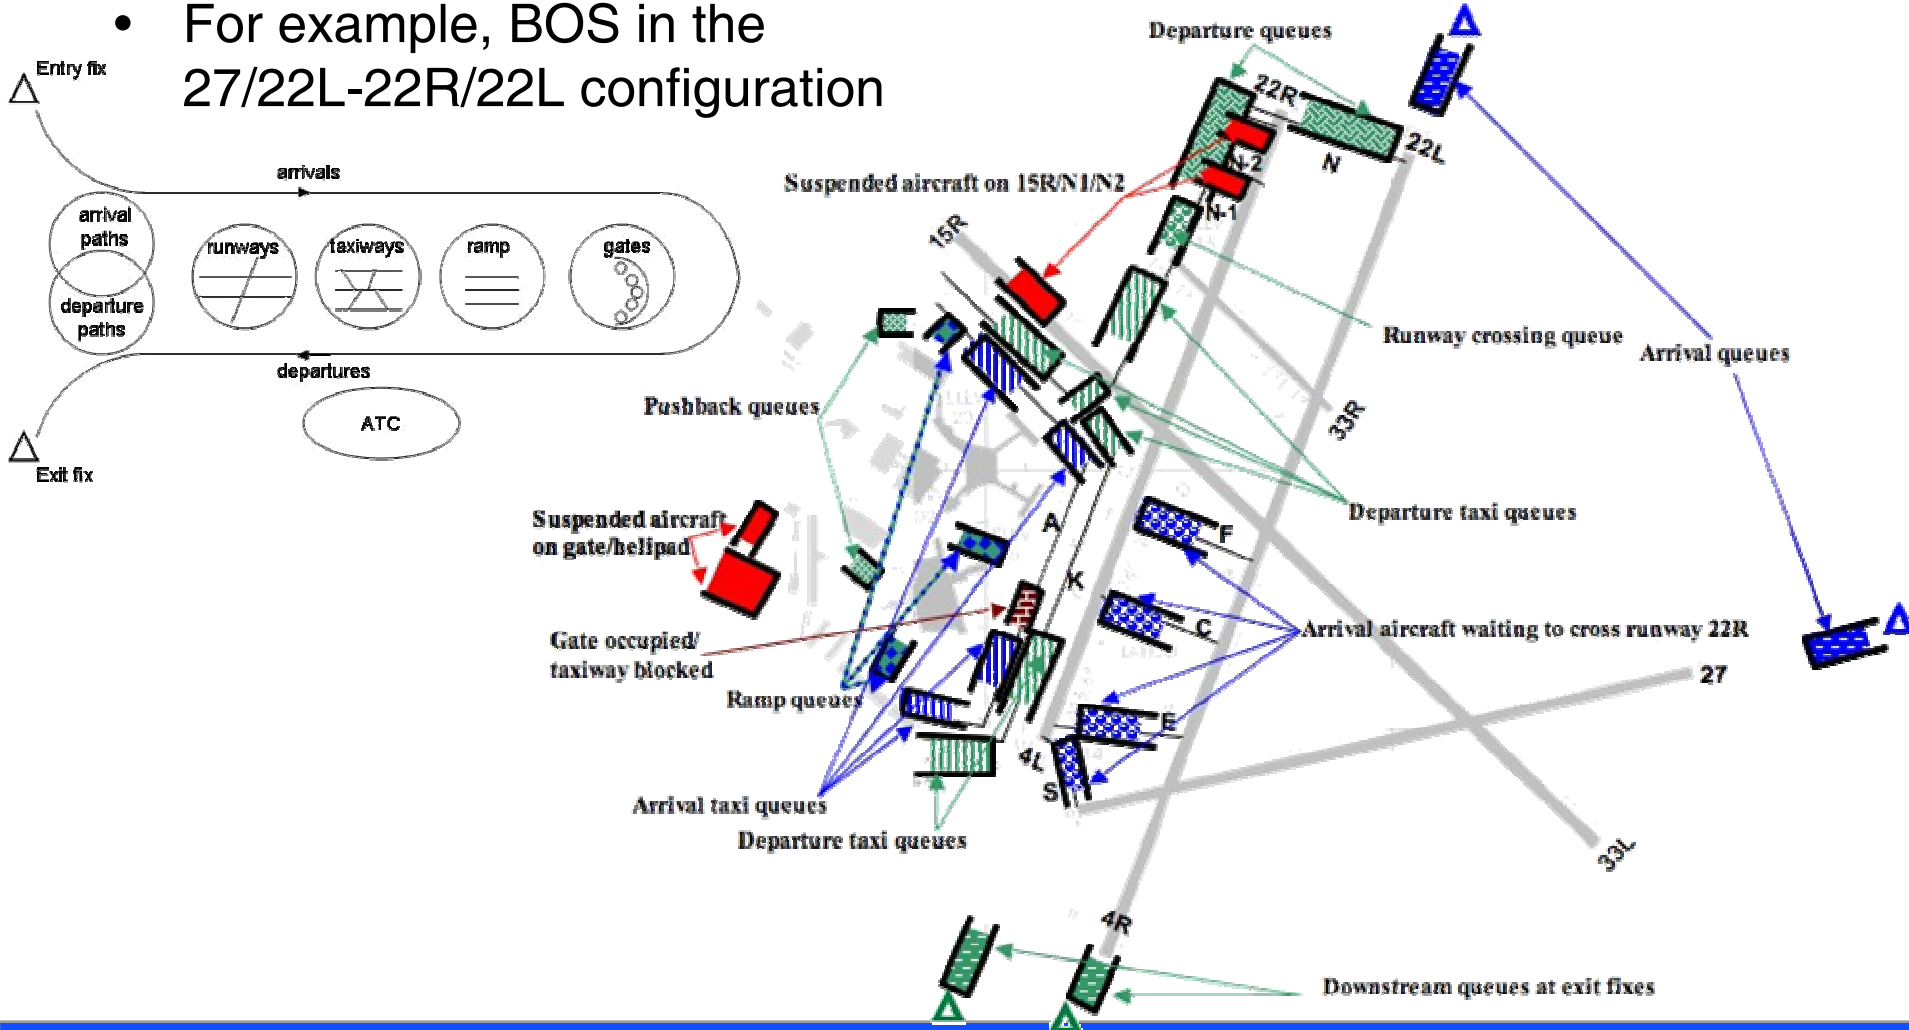 • For example, BOS in the
27/22L-22R/22L configuration
Entry fix
arrivals
arrival
paths
departure
paths
runways
taxiways
ramp
gates
departures
ATC
Exit fix
Departure queues
22R
22L
N
N-2
N-1
Suspended aircraft on 15R/N1/N2
15R
Runway crossing queue
Arrival queues
33R
Pushback queues
Departure taxi queues
Suspended aircraft
on gate/helipad
A
K
F
C
E
S
Gate occupied/
taxiway blocked
Arrival aircraft waiting to cross runway 22R
27
Ramp queues
4L
Arrival taxi queues
Departure taxi queues
33L
4R
Downstream queues at exit fixes